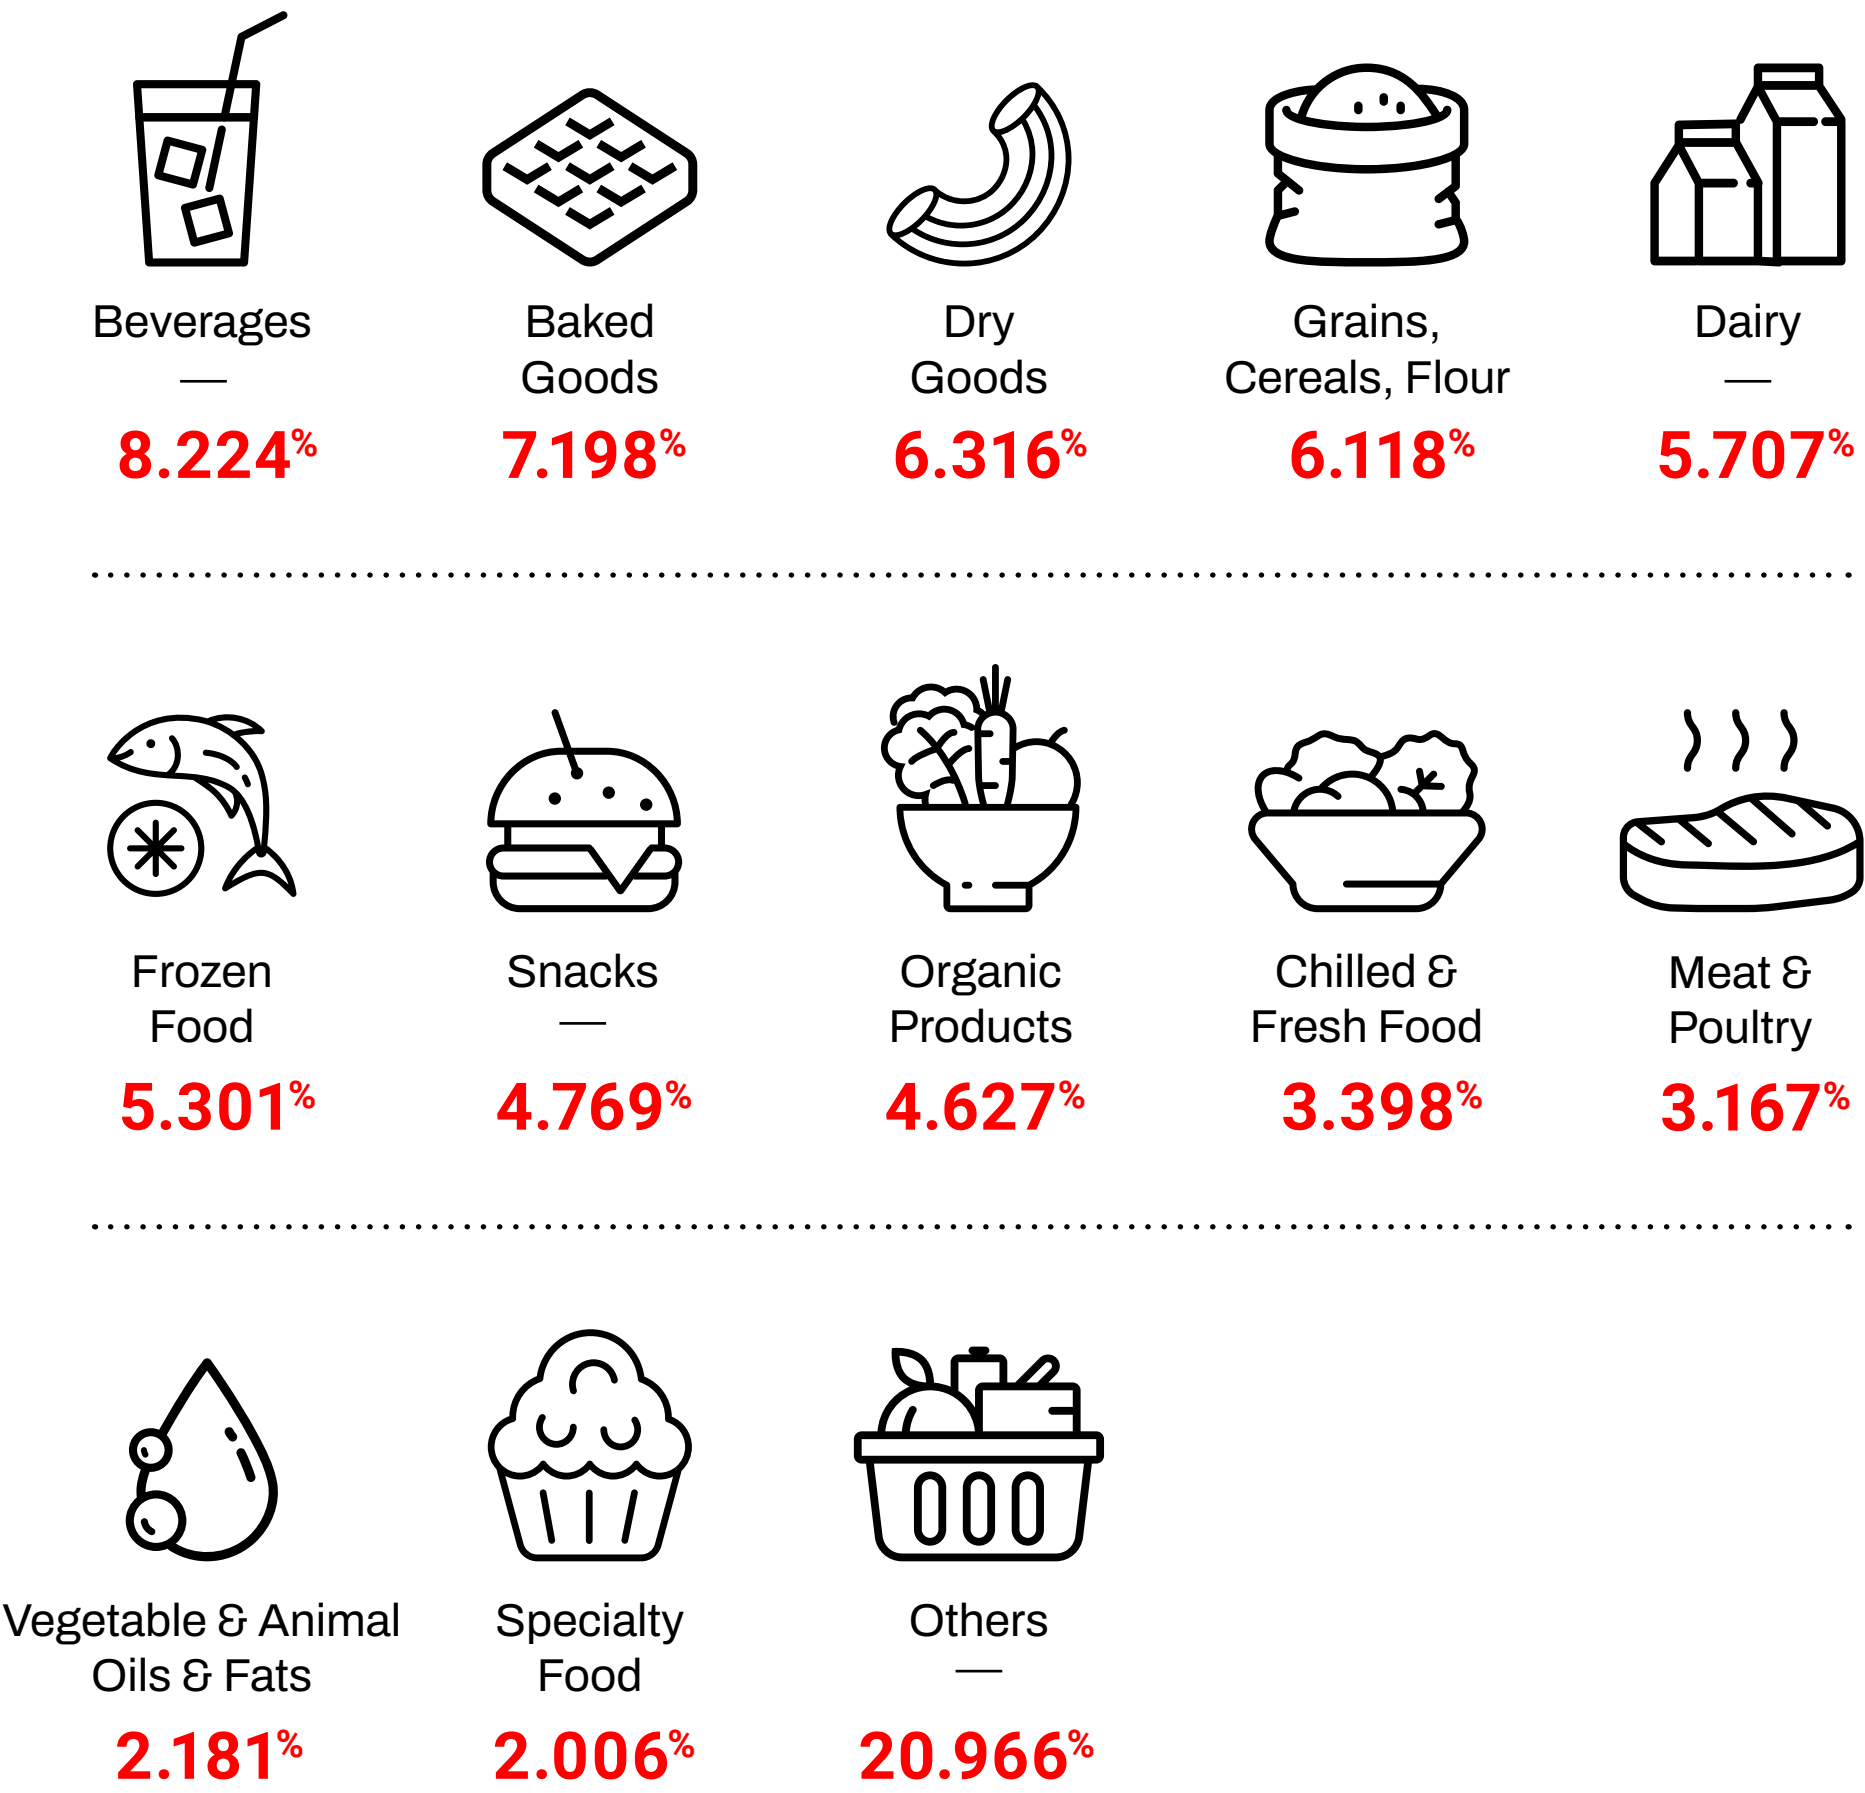 Beverages
—
8.224%
Baked
Goods
7.198%
Dry
Goods
6.316%
Grains,
Cereals, Flour
6.118%
Dairy
—
5.707%
Frozen
Food
5.301%
Snacks
—
4.769%
Organic
Products
4.627%
Chilled &
Fresh Food
3.398%
Meat &
Poultry
3.167%
Vegetable & Animal
Oils & Fats
2.181%
Specialty
Food
2.006%
Others
—
20.966%